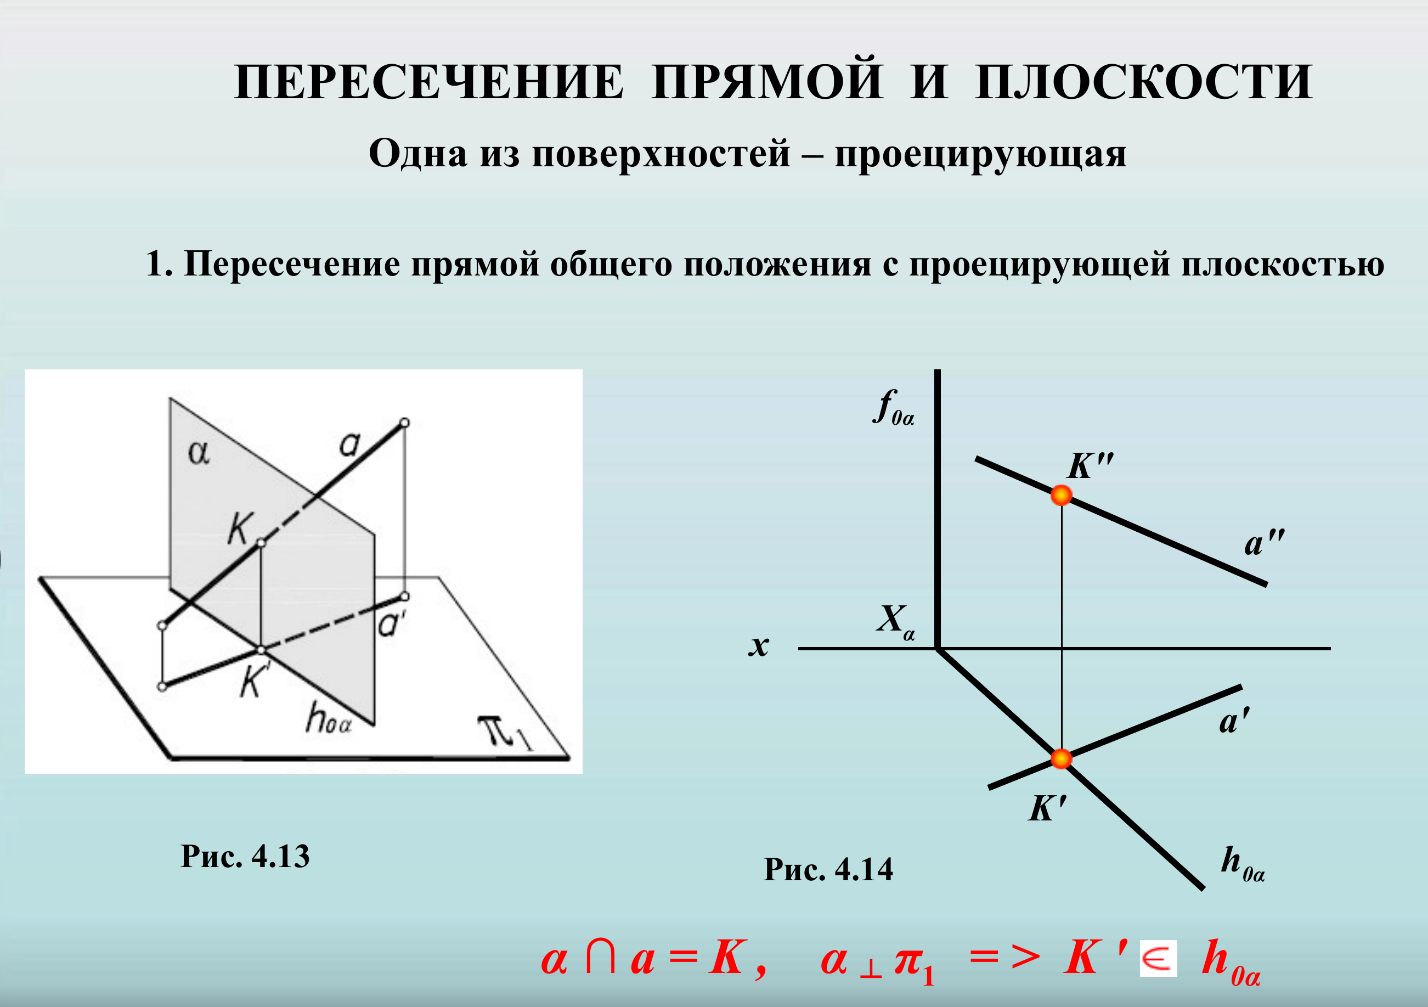 ПЕРЕСЕЧЕНИЕ ПРЯМОЙ И ПЛОСКОСТИ
Одна из поверхностей – проецирующая
1. Пересечение прямой общего положения с проецирующей плоскостью
α
a
K
a'
K'
h0α
π1
Рис. 4.13
f0α
K"
a"
Xα
x
a'
K'
h0α
Рис. 4.14
α ∩ a = K , α ⊥ π1 = > K ' ∈ h0α